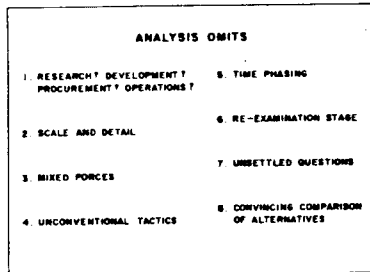 ANALYSIS OMITS
1. RESEARCH? DEVELOPMENT?
PROCUREMENT? OPERATIONS?
2. SCALE AND DETAIL
3. MIXED FORCES
4. UNCONVENTIONAL TACTICS
5. TIME PHASING
6. RE-EXAMINATION STAGE
7. UNSETTLED QUESTIONS
8. CONVINCING COMPARISON
OF ALTERNATIVES